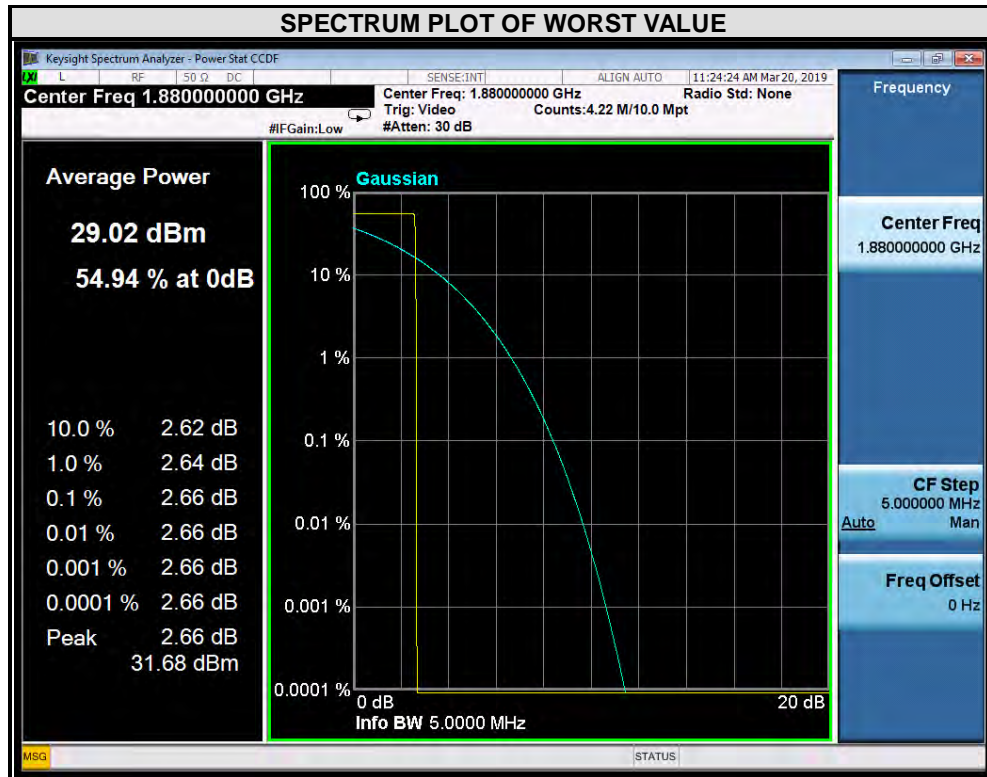 SPECTRUM PLOT OF WORST VALUE
Keysight Spectrum Analyzer - Power Stat CCDF
LXI L RF 50 Ω DC SENSE:INT ALIGN AUTO 11:24:24 AM Mar 20, 2019
Center Freq 1.880000000 GHz
Center Freq: 1.880000000 GHz Radio Std: None
Trig: Video Counts:4.22 M/10.0 Mpt
#IFGain:Low #Atten: 30 dB
Average Power
29.02 dBm
54.94 % at 0dB
10.0 % 2.62 dB
1.0 % 2.64 dB
0.1 % 2.66 dB
0.01 % 2.66 dB
0.001 % 2.66 dB
0.0001 % 2.66 dB
Peak 2.66 dB
31.68 dBm
Gaussian
100 %
10 %
1 %
0.1 %
0.01 %
0.001 %
0.0001 %
0 dB 20 dB
Info BW 5.0000 MHz
Frequency
Center Freq
1.880000000 GHz
CF Step
5.000000 MHz
Auto Man
Freq Offset
0 Hz
MSG STATUS